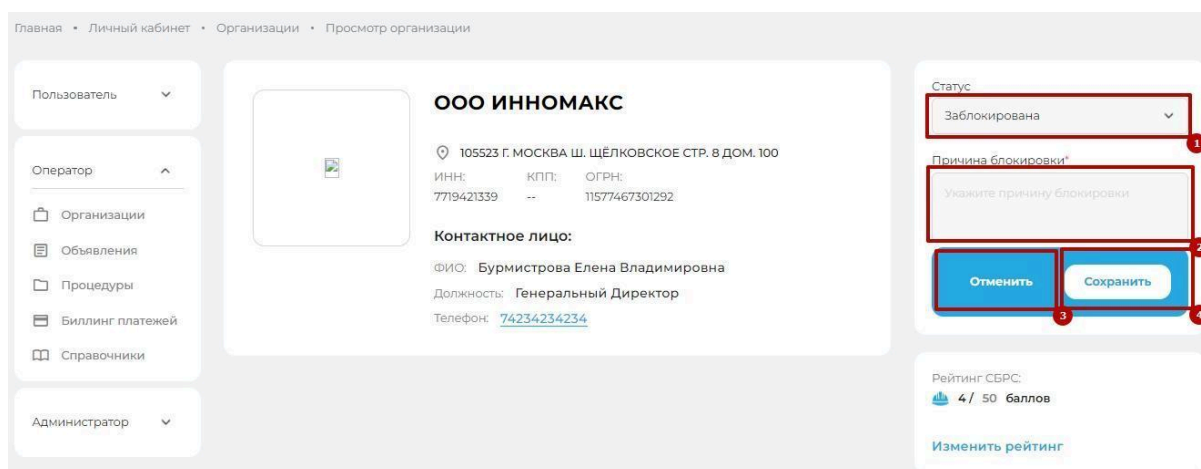 Главная • Личный кабинет • Организации • Просмотр организации
Пользователь
Оператор
Организации
Объявления
Процедуры
Биллинг платежей
Справочники
Администратор
ООО ИННОМАКС
105523 Г. МОСКВА Ш. ЩЁЛКОВСКОЕ СТР. 8 ДОМ. 100
ИНН: КПП: ОГРН:
7719421339 -- 11577467301292
Контактное лицо:
ФИО: Бурмистрова Елена Владимировна
Должность: Генеральный Директор
Телефон: 74234234234
Статус
Заблокирована
1
Причина блокировки*
Укажите причину блокировки
2
Отменить Сохранить
3 4
Рейтинг СБРС:
4 / 50 баллов
Изменить рейтинг